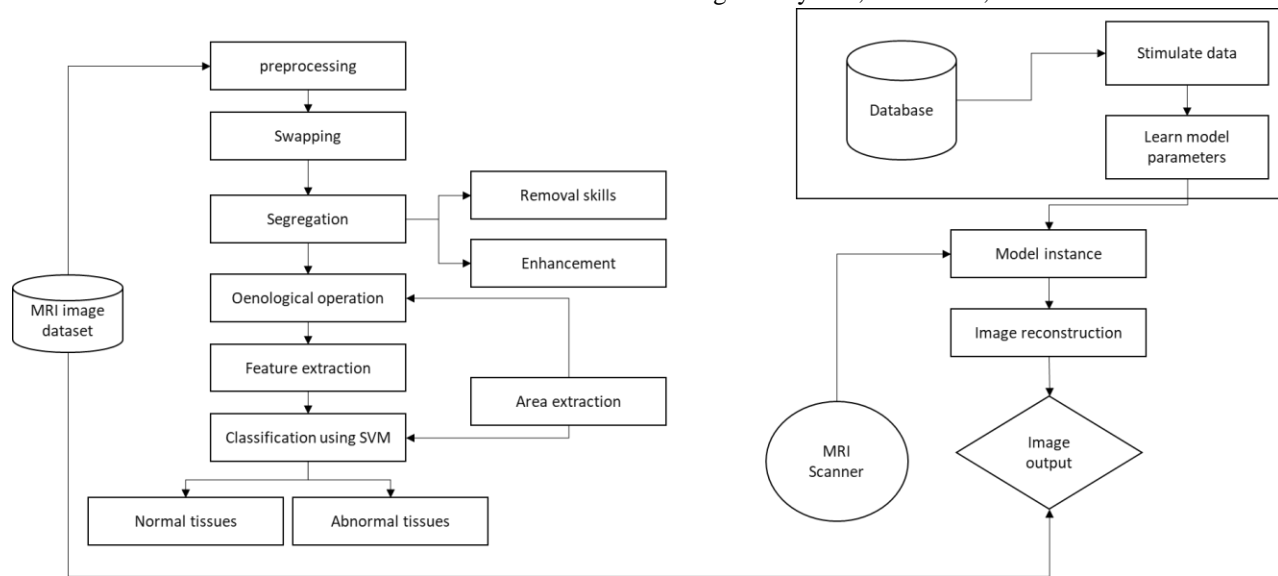 preprocessing
Swapping
Segregation
Removal skills
Enhancement
Oenological operation
Feature extraction
Area extraction
Classification using SVM
Normal tissues
Abnormal tissues
MRI image
dataset
Database
Stimulate data
Learn model
parameters
Model instance
Image reconstruction
MRI
Scanner
Image
output